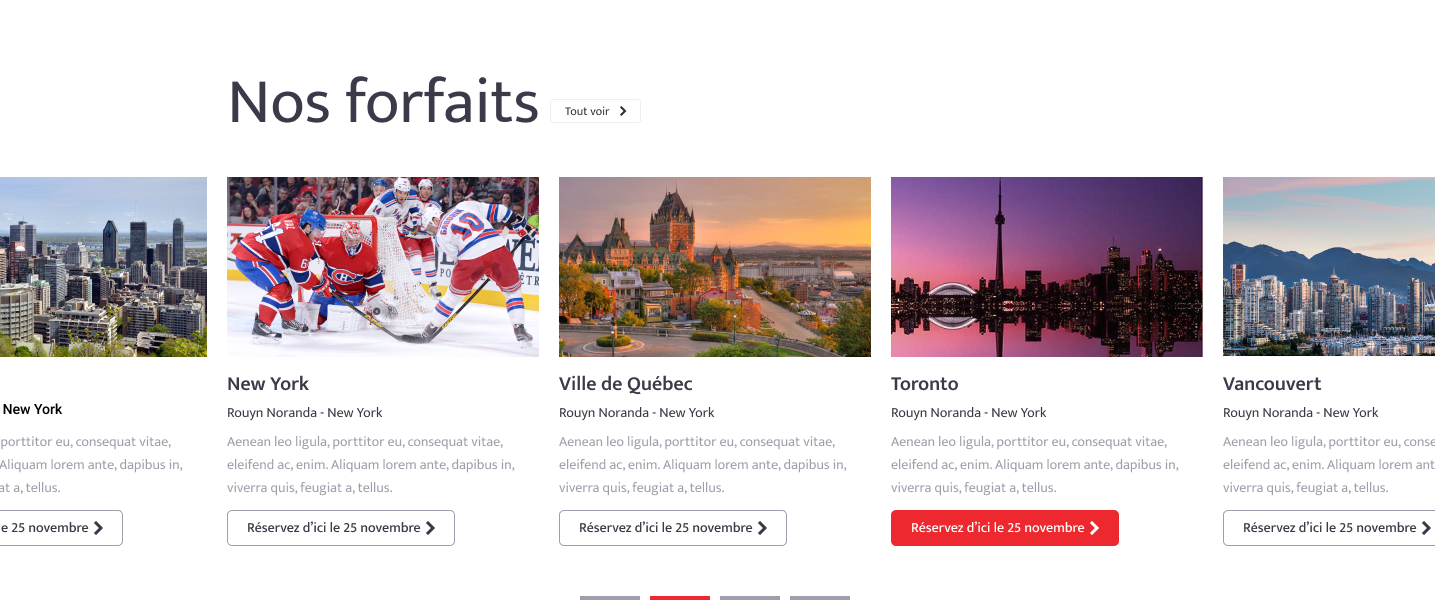 Nos forfaits
Tout voir
New York
porttitor eu, consequat vitae,
Aliquam lorem ante, dapibus in,
at a, tellus.
e 25 novembre
New York
Rouyn Noranda - New York
Aenean leo ligula, porttitor eu, consequat vitae,
eleifend ac, enim. Aliquam lorem ante, dapibus in,
viverra quis, feugiat a, tellus.
Réservez d’ici le 25 novembre
Ville de Québec
Rouyn Noranda - New York
Aenean leo ligula, porttitor eu, consequat vitae,
eleifend ac, enim. Aliquam lorem ante, dapibus in,
viverra quis, feugiat a, tellus.
Réservez d’ici le 25 novembre
Toronto
Rouyn Noranda - New York
Aenean leo ligula, porttitor eu, consequat vitae,
eleifend ac, enim. Aliquam lorem ante, dapibus in,
viverra quis, feugiat a, tellus.
Réservez d’ici le 25 novembre
Vancouvert
Rouyn Noranda - New York
Aenean leo ligula, porttitor eu, conse
eleifend ac, enim. Aliquam lorem ant
viverra quis, feugiat a, tellus.
Réservez d’ici le 25 novembre